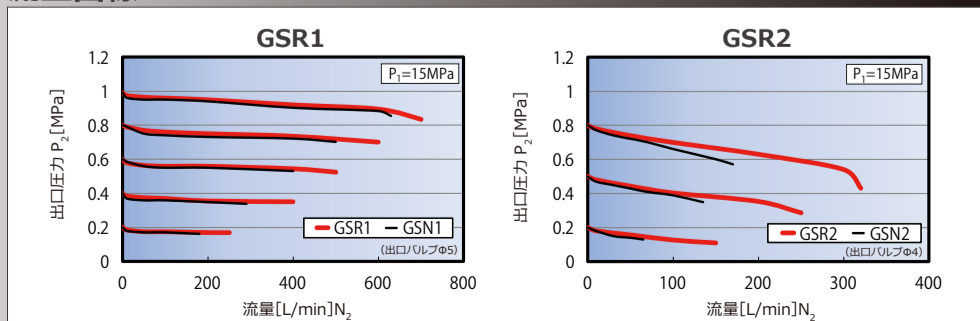 GSR1
P₁=15MPa
出口圧力 P₂[MPa]
1.2
1
0.8
0.6
0.4
0.2
0
GSR1 GSN1
(出口バルブΦ5)
0 200 400 600 800
流量[L/min]N₂
GSR2
P₁=15MPa
出口圧力 P₂[MPa]
1.2
1
0.8
0.6
0.4
0.2
0
GSR2 GSN2
(出口バルブΦ4)
0 100 200 300 400
流量[L/min]N₂